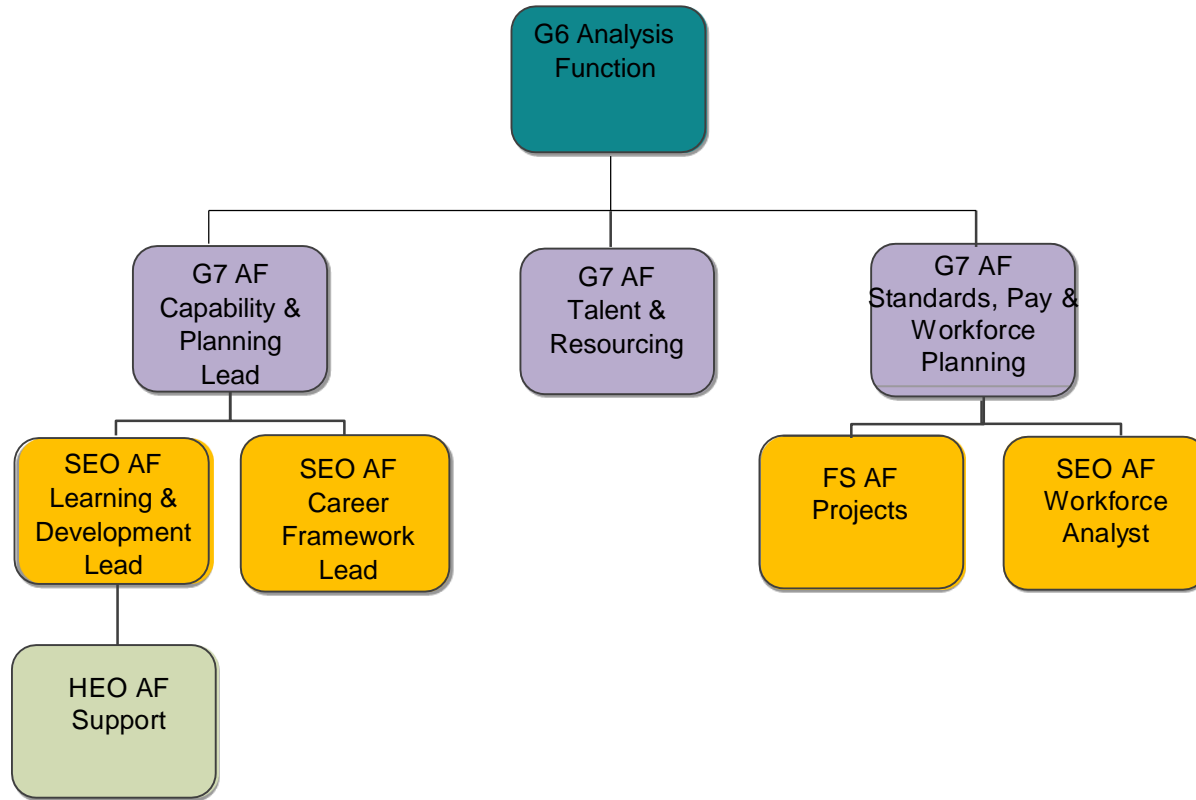 G6 Analysis
Function
G7 AF
Capability &
Planning
Lead
G7 AF
Talent &
Resourcing
G7 AF
Standards, Pay &
Workforce
Planning
SEO AF
Learning &
Development
Lead
SEO AF
Career
Framework
Lead
FS AF
Projects
SEO AF
Workforce
Analyst
HEO AF
Support